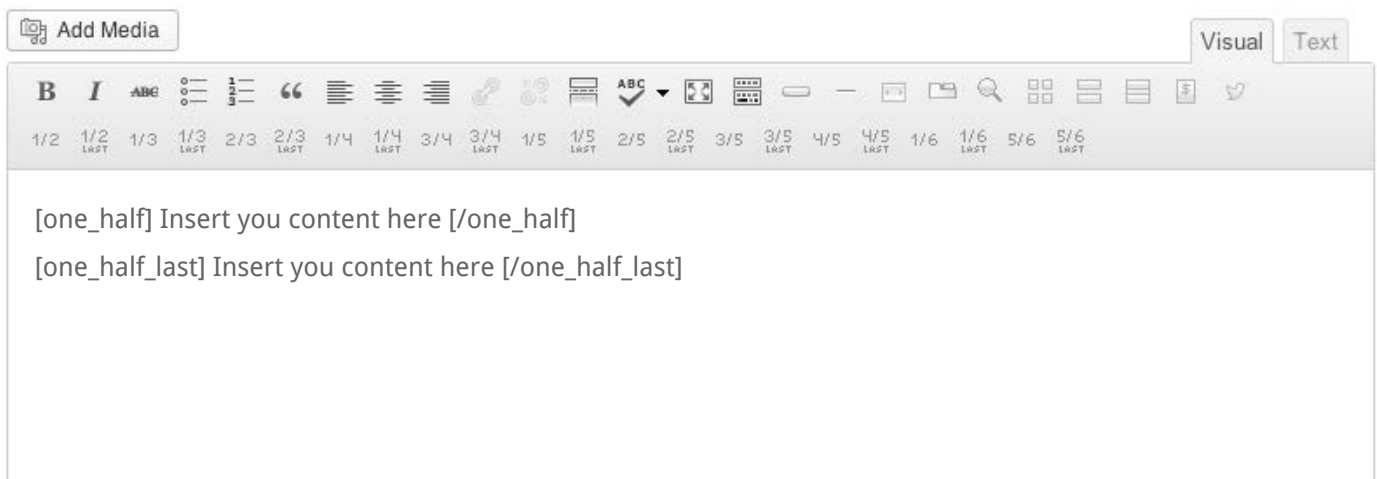 Add Media
Visual Text
B I ABC 1 2 3 “ ABC $
1/2 1/2 LAST 1/3 1/3 LAST 2/3 2/3 LAST 1/4 1/4 LAST 3/4 3/4 LAST 1/5 1/5 LAST 2/5 2/5 LAST 3/5 3/5 LAST 4/5 4/5 LAST 1/6 1/6 LAST 5/6 5/6 LAST
[one_half] Insert you content here [/one_half]
[one_half_last] Insert you content here [/one_half_last]